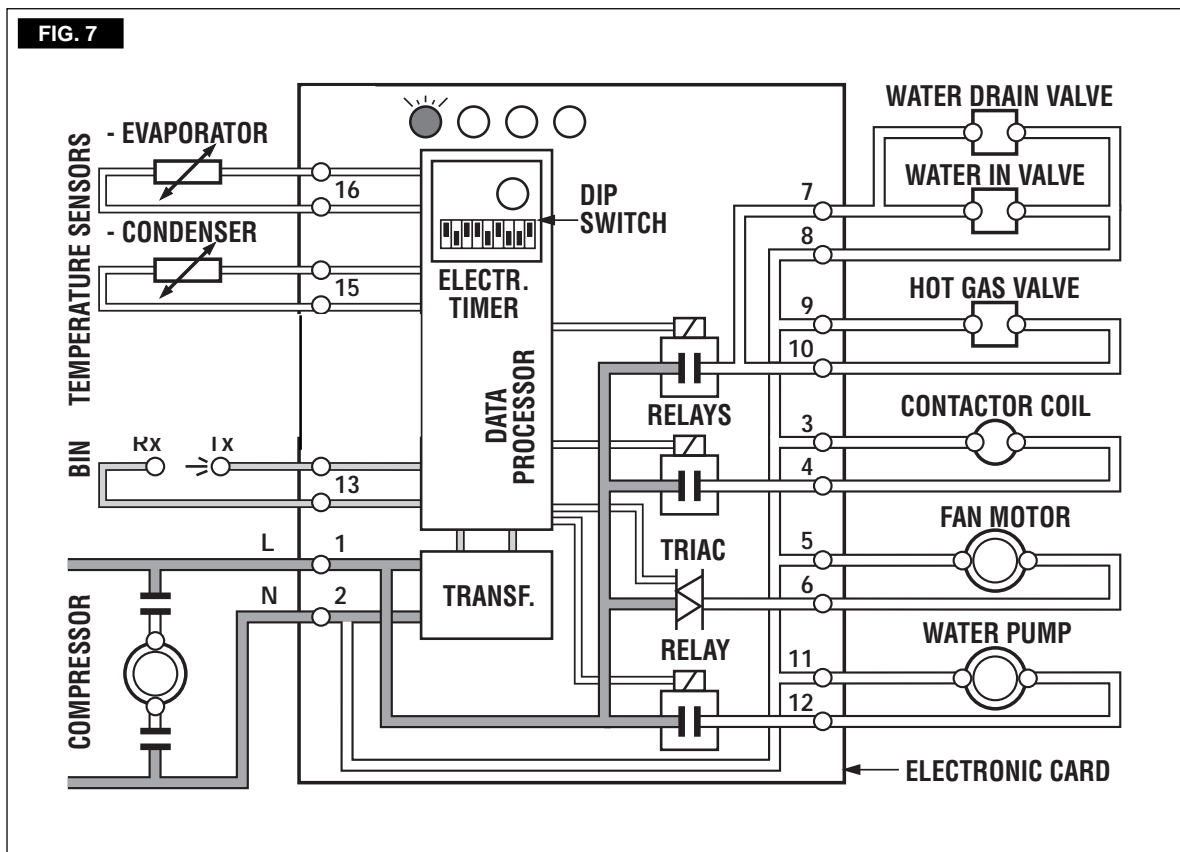 FIG. 7
TEMPERATURE SENSORS
- EVAPORATOR
16
- CONDENSER
15
BIN
Rx
Tx
13
L
1
N
2
COMPRESSOR
DIP
SWITCH
ELECTR.
TIMER
DATA
PROCESSOR
TRANSF.
RELAYS
TRIAC
RELAY
WATER DRAIN VALVE
WATER IN VALVE
7
8
HOT GAS VALVE
9
10
CONTACTOR COIL
3
4
FAN MOTOR
5
6
WATER PUMP
11
12
ELECTRONIC CARD